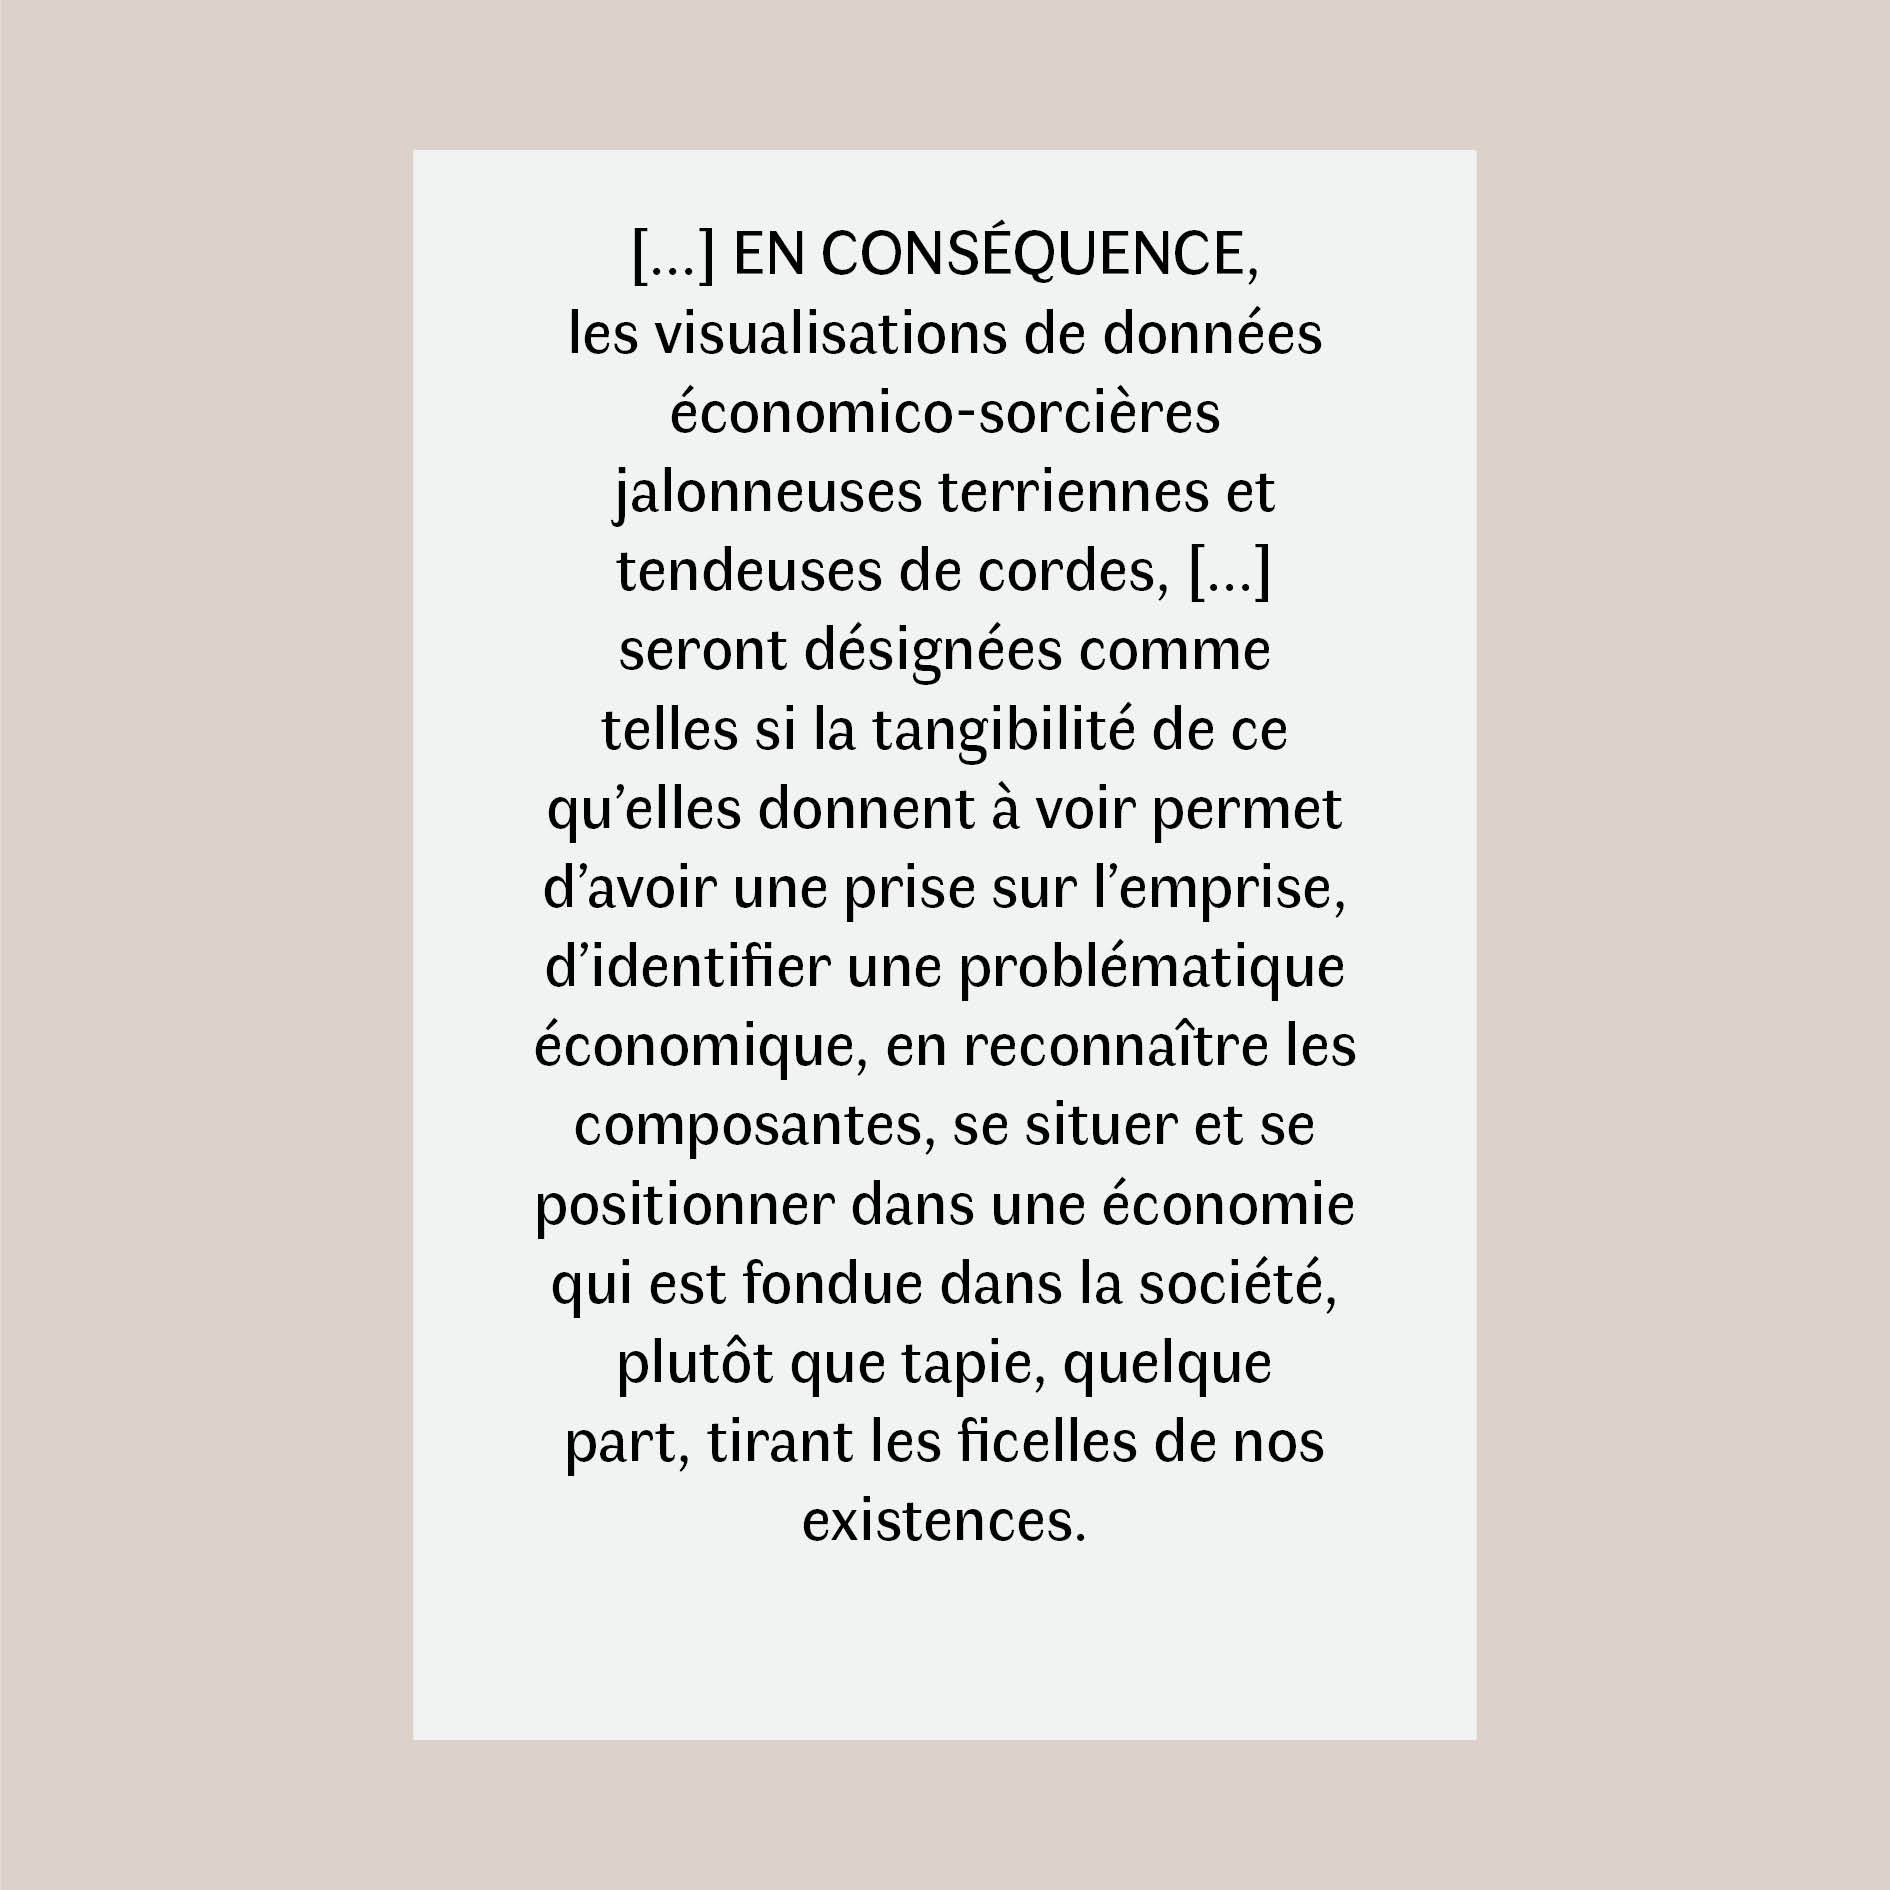 [...] EN CONSÉQUENCE,
les visualisations de données
économico-sorcières
jalonneuses terriennes et
tendeuses de cordes, [...]
seront désignées comme
telles si la tangibilité de ce
qu’elles donnent à voir permet
d’avoir une prise sur l’emprise,
d’identifier une problématique
économique, en reconnaître les
composantes, se situer et se
positionner dans une économie
qui est fondue dans la société,
plutôt que tapie, quelque
part, tirant les ficelles de nos
existences.